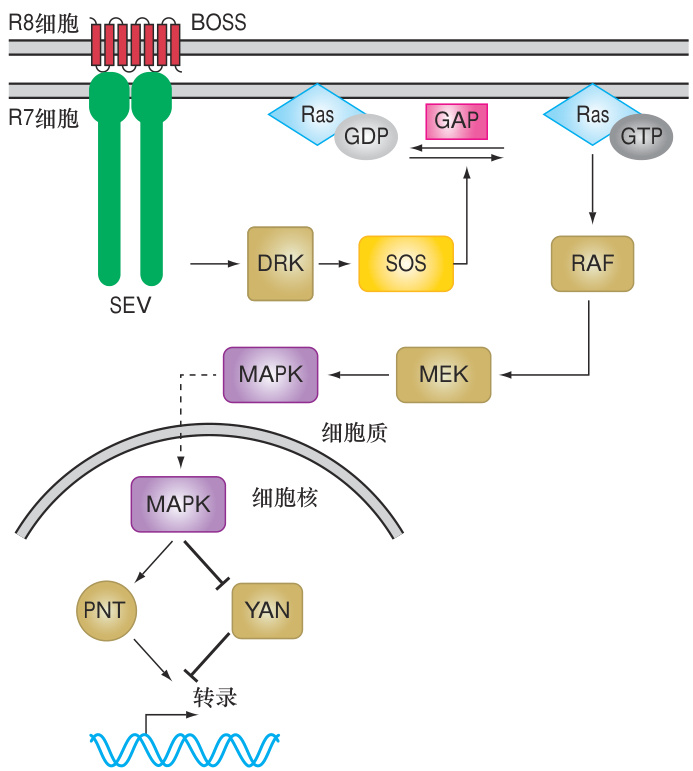 R8细胞
BOSS
R7细胞
Ras
GDP
GAP
Ras
GTP
DRK
SOS
RAF
SEV
MAPK
MEK
细胞质
MAPK
细胞核
PNT
YAN
转录